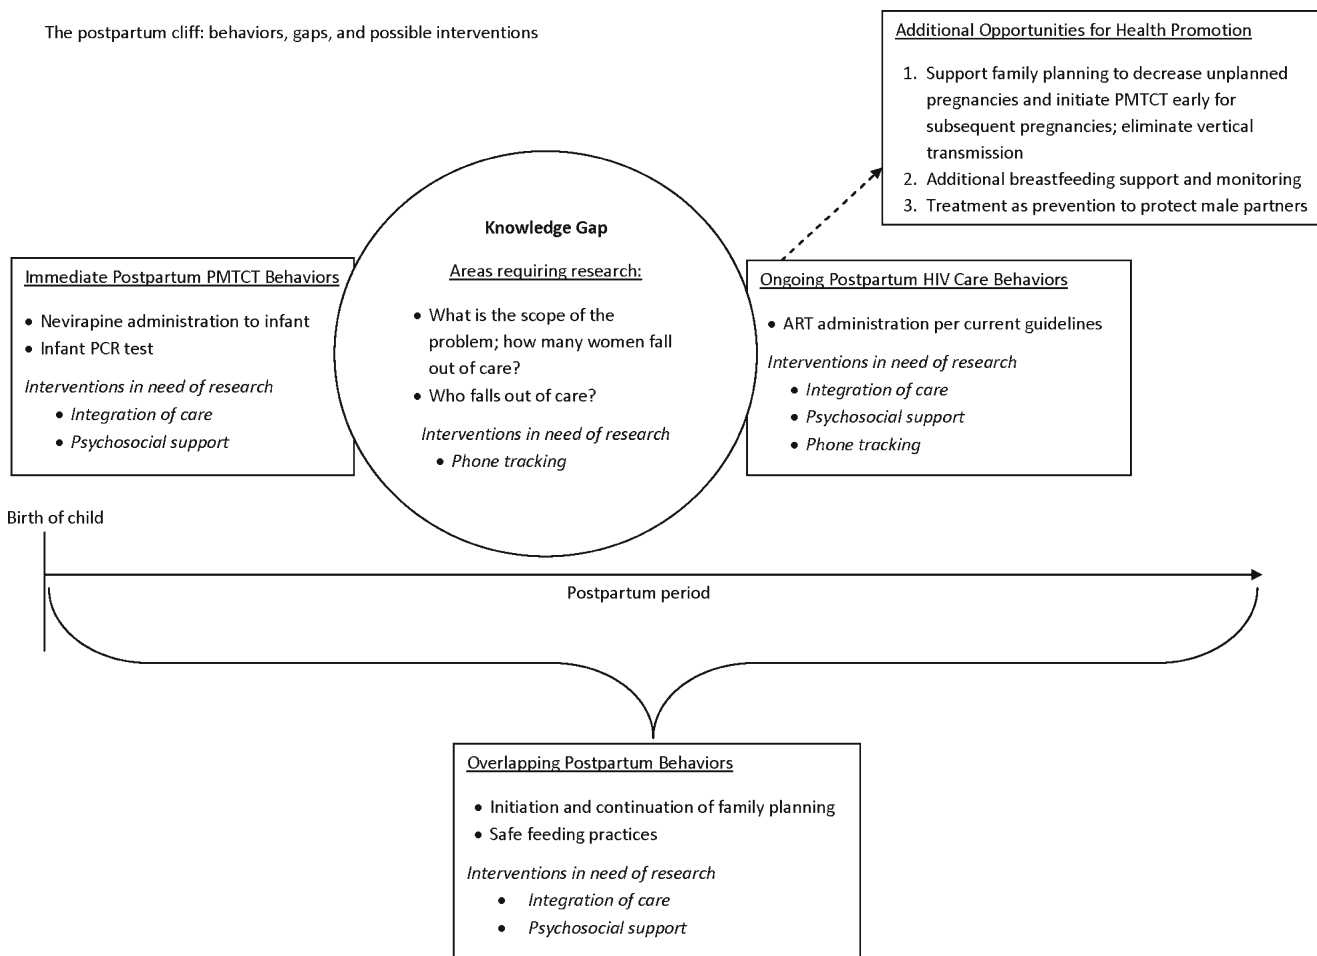 The postpartum cliff: behaviors, gaps, and possible interventions
Additional Opportunities for Health Promotion
1. Support family planning to decrease unplanned
pregnancies and initiate PMTCT early for
subsequent pregnancies; eliminate vertical
transmission
2. Additional breastfeeding support and monitoring
3. Treatment as prevention to protect male partners
Immediate Postpartum PMTCT Behaviors
• Nevirapine administration to infant
• Infant PCR test
Interventions in need of research
• Integration of care
• Psychosocial support
Knowledge Gap
Areas requiring research:
• What is the scope of the
problem; how many women fall
out of care?
• Who falls out of care?
Interventions in need of research
• Phone tracking
Ongoing Postpartum HIV Care Behaviors
• ART administration per current guidelines
Interventions in need of research
• Integration of care
• Psychosocial support
• Phone tracking
Birth of child
Postpartum period
Overlapping Postpartum Behaviors
• Initiation and continuation of family planning
• Safe feeding practices
Interventions in need of research
• Integration of care
• Psychosocial support